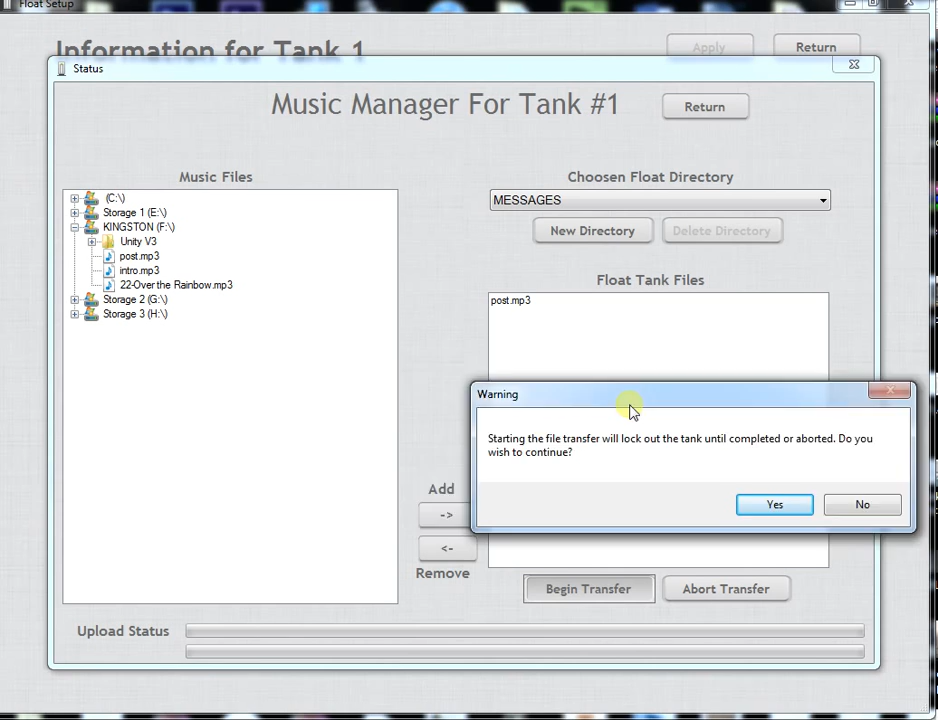 Float Setup
Information for Tank 1
Apply
Return
Status
Music Manager For Tank #1
Return
Music Files
Choosen Float Directory
(C:\)
Storage 1 (E:\)
KINGSTON (F:\)
Unity V3
post.mp3
intro.mp3
22-Over the Rainbow.mp3
Storage 2 (G:\)
Storage 3 (H:\)
MESSAGES
New Directory
Delete Directory
Float Tank Files
post.mp3
Warning
Starting the file transfer will lock out the tank until completed or aborted. Do you
wish to continue?
Yes
No
Add
->
<-
Remove
Begin Transfer
Abort Transfer
Upload Status